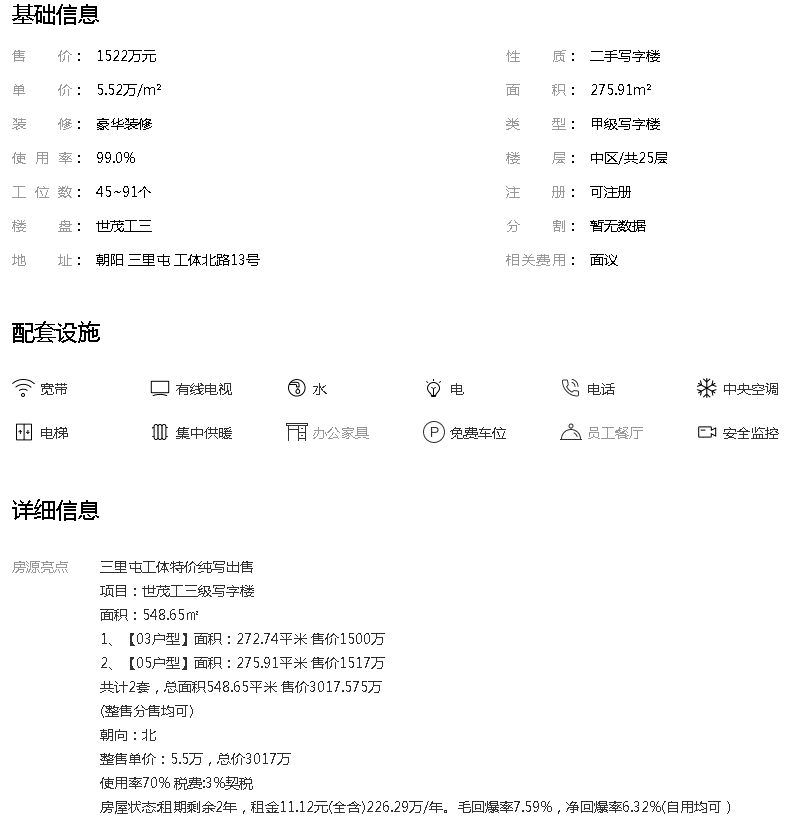 基础信息
售价： 1522万元 性质： 二手写字楼
单价： 5.52万/m² 面积： 275.91m²
装修： 豪华装修 类型： 甲级写字楼
使用率： 99.0% 楼层： 中区/共25层
工位数： 45~91个 注册： 可注册
楼盘： 世茂工三 分割： 暂无数据
地址： 朝阳 三里屯 工体北路13号 相关费用： 面议
配套设施
宽带 有线电视 水 电 电话 中央空调
电梯 集中供暖 办公家具 P 免费车位 员工餐厅 安全监控
详细信息
房源亮点 三里屯工体特价纯写出售
项目：世茂工三级写字楼
面积：548.65㎡
1、【03户型】面积：272.74平米 售价1500万
2、【05户型】面积：275.91平米 售价1517万
共计2套，总面积548.65平米 售价3017.575万
(整售分售均可)
朝向：北
整售单价：5.5万，总价3017万
使用率70% 税费:3%契税
房屋状态:租期剩余2年，租金11.12元(全含)226.29万/年。毛回爆率7.59%，净回爆率6.32%(自用均可）